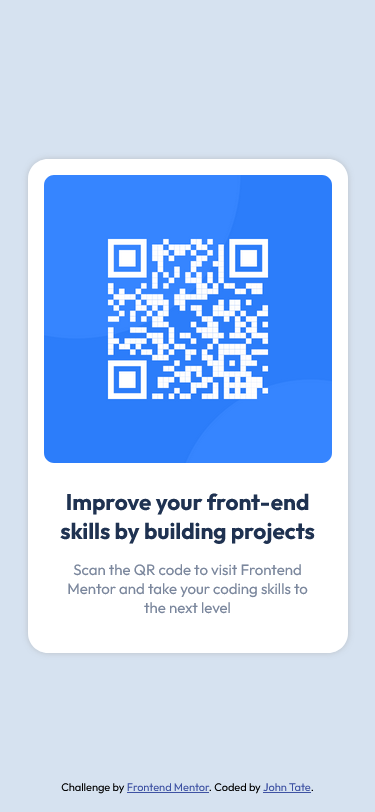 Improve your front-end
skills by building projects
Scan the QR code to visit Frontend
Mentor and take your coding skills to
the next level
Challenge by Frontend Mentor. Coded by John Tate.